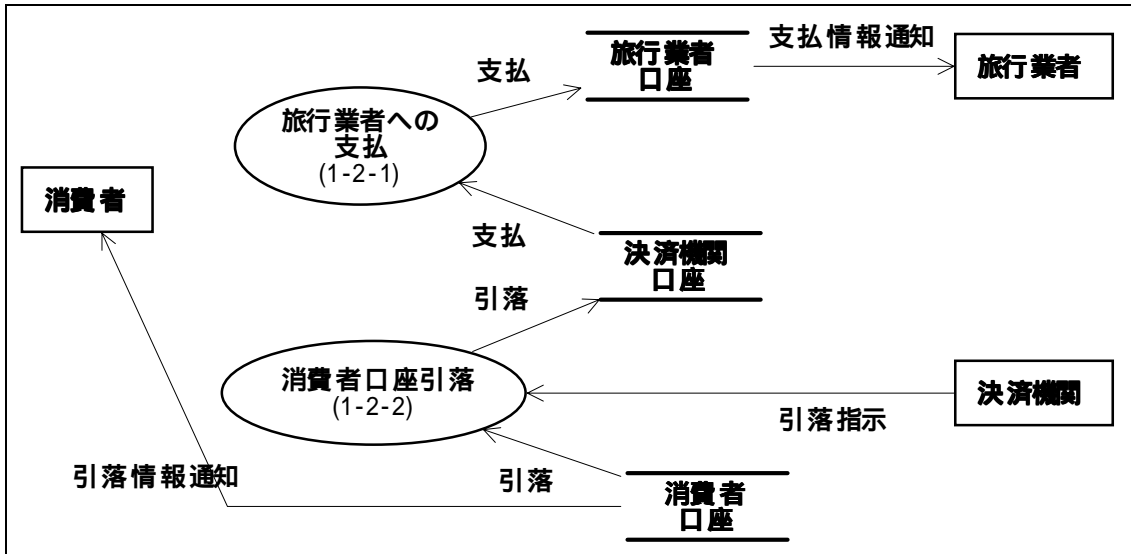 支払
旅行業者
口座
支払情報通知
旅行業者
旅行業者への
支払
(1-2-1)
消費者
支払
決済機関
口座
引落
消費者口座引落
(1-2-2)
決済機関
引落指示
引落情報通知
引落
消費者
口座